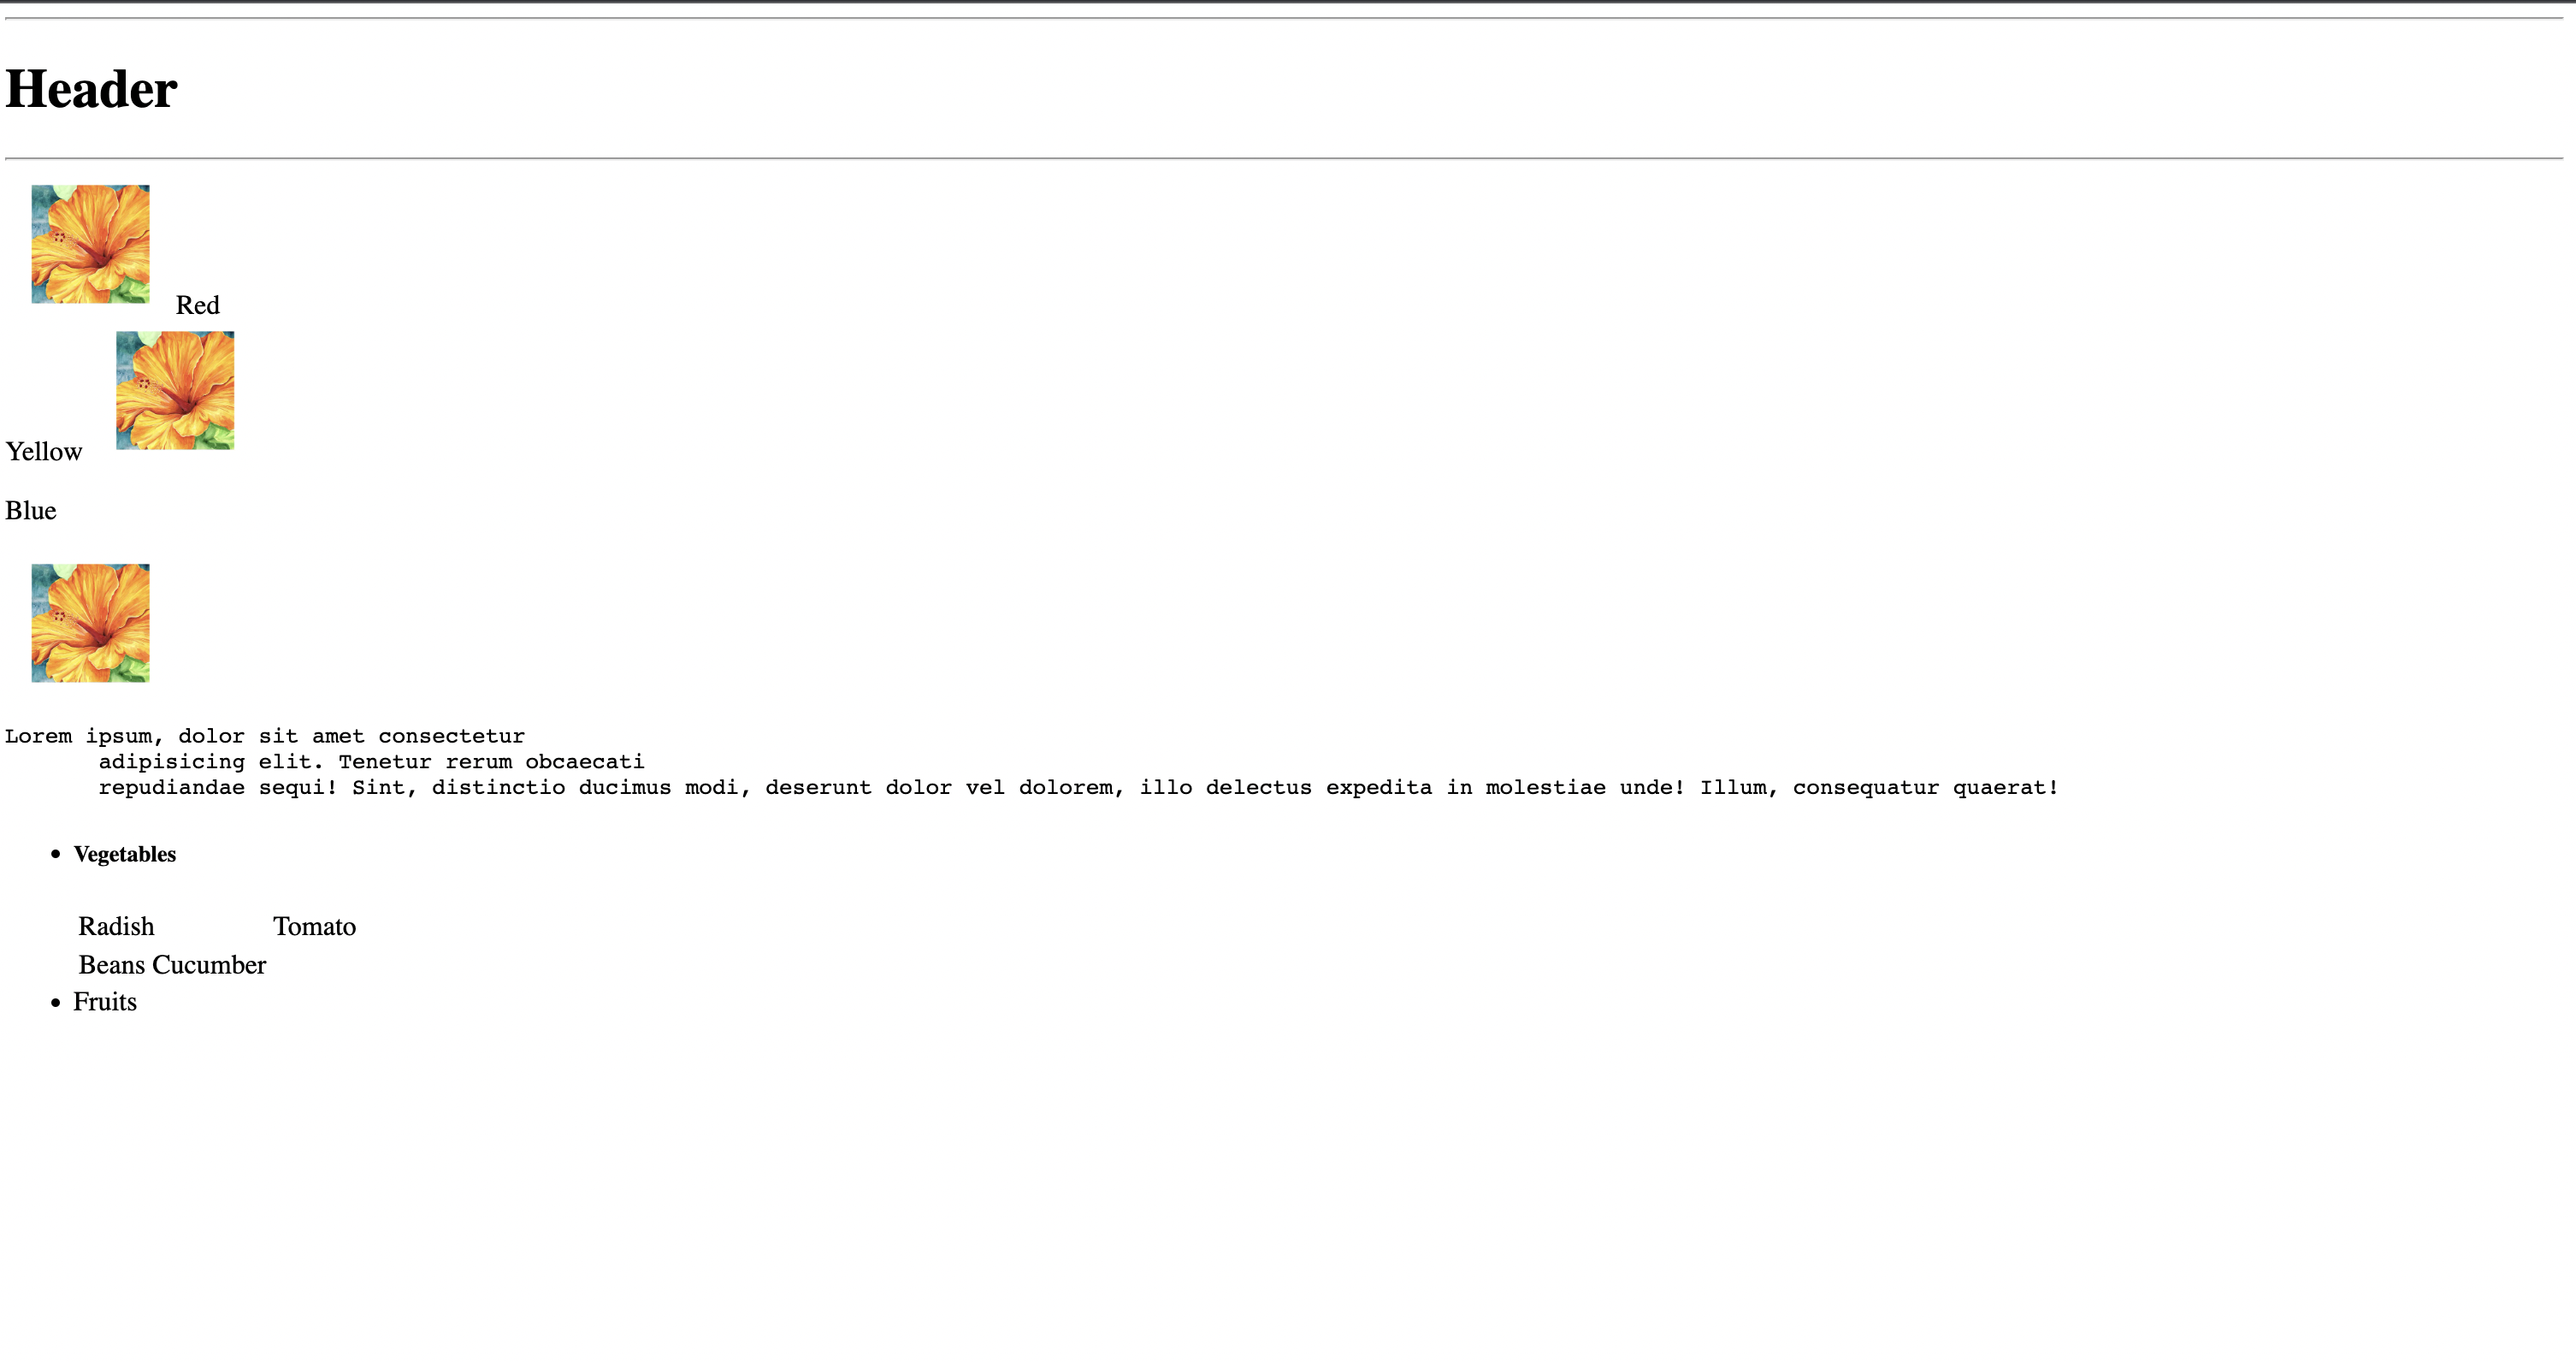 Header
Red
Yellow
Blue
Lorem ipsum, dolor sit amet consectetur
adipisicing elit. Tenetur rerum obcaecati
repudiandae sequi! Sint, distinctio ducimus modi, deserunt dolor vel dolorem, illo delectus expedita in molestiae unde! Illum, consequatur quaerat!
• Vegetables
Radish Tomato
Beans Cucumber
• Fruits